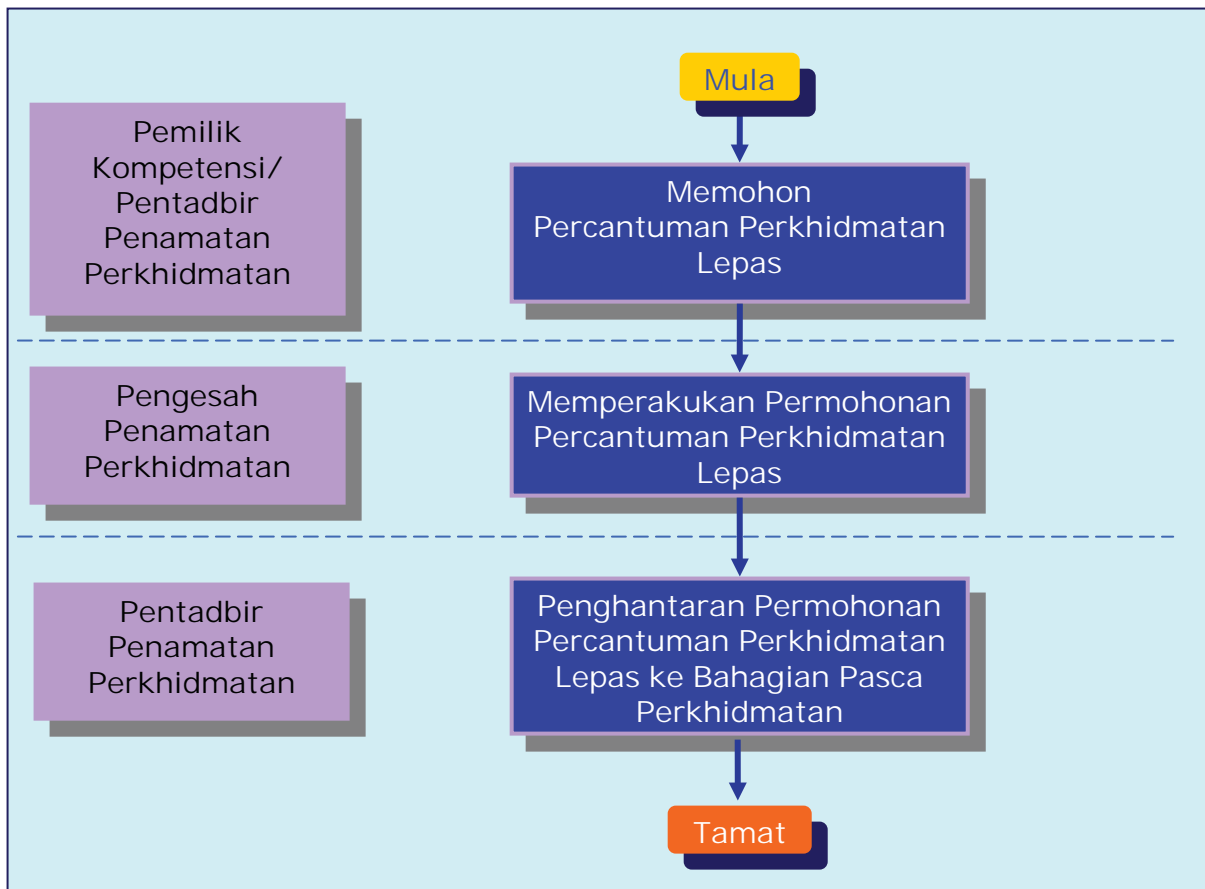 Mula
Pemilik
Kompetensi/
Pentadbir
Penamatan
Perkhidmatan
Memohon
Percantuman Perkhidmatan
Lepas
Pengesah
Penamatan
Perkhidmatan
Memperakukan Permohonan
Percantuman Perkhidmatan
Lepas
Pentadbir
Penamatan
Perkhidmatan
Penghantaran Permohonan
Percantuman Perkhidmatan
Lepas ke Bahagian Pasca
Perkhidmatan
Tamat